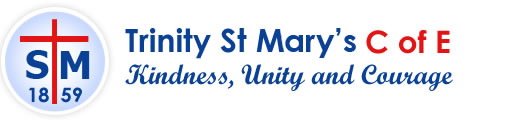 S M
18 59
Trinity St Mary's C of E
Kindness, Unity and Courage